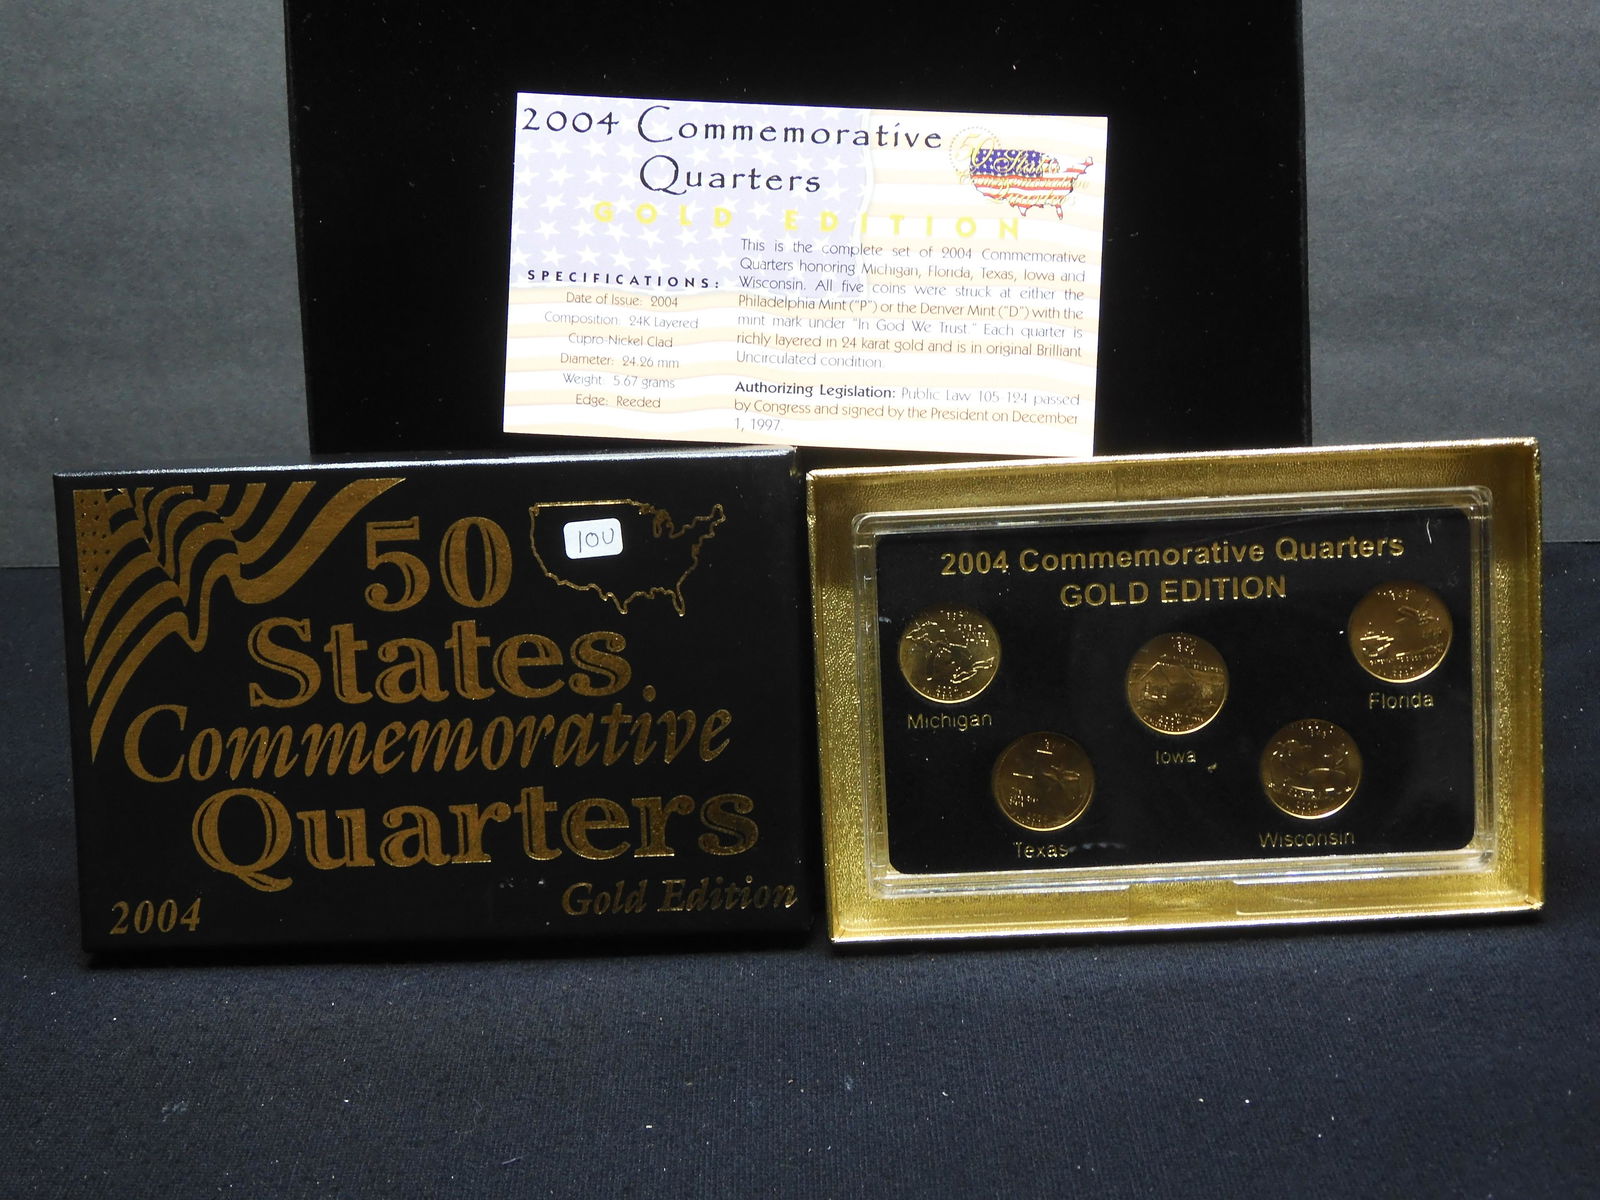 2004 Commemorative
Quarters
GOLD EDITION
50 States
Commemorative
Quarters
SPECIFICATIONS:
Date of Issue: 2004
Composition: 24K Layered
Cupro-Nickel Clad
Diameter: 24.26 mm
Weight: 5.67 grams
Edge: Reeded
This is the complete set of 2004 Commemorative
Quarters honoring Michigan, Florida, Texas, Iowa and
Wisconsin. All five coins were struck at either the
Philadelphia Mint ("P") or the Denver Mint ("D") with the
mint mark under "In God We Trust." Each quarter is
richly layered in 24 karat gold and is in original Brilliant
Uncirculated condition.
Authorizing Legislation: Public Law 105-124 passed
by Congress and signed by the President on December
1, 1997.
50
States
Commemorative
Quarters
2004
Gold Edition
10U
2004 Commemorative Quarters
GOLD EDITION
Michigan
Florida
Iowa
Texas
Wisconsin